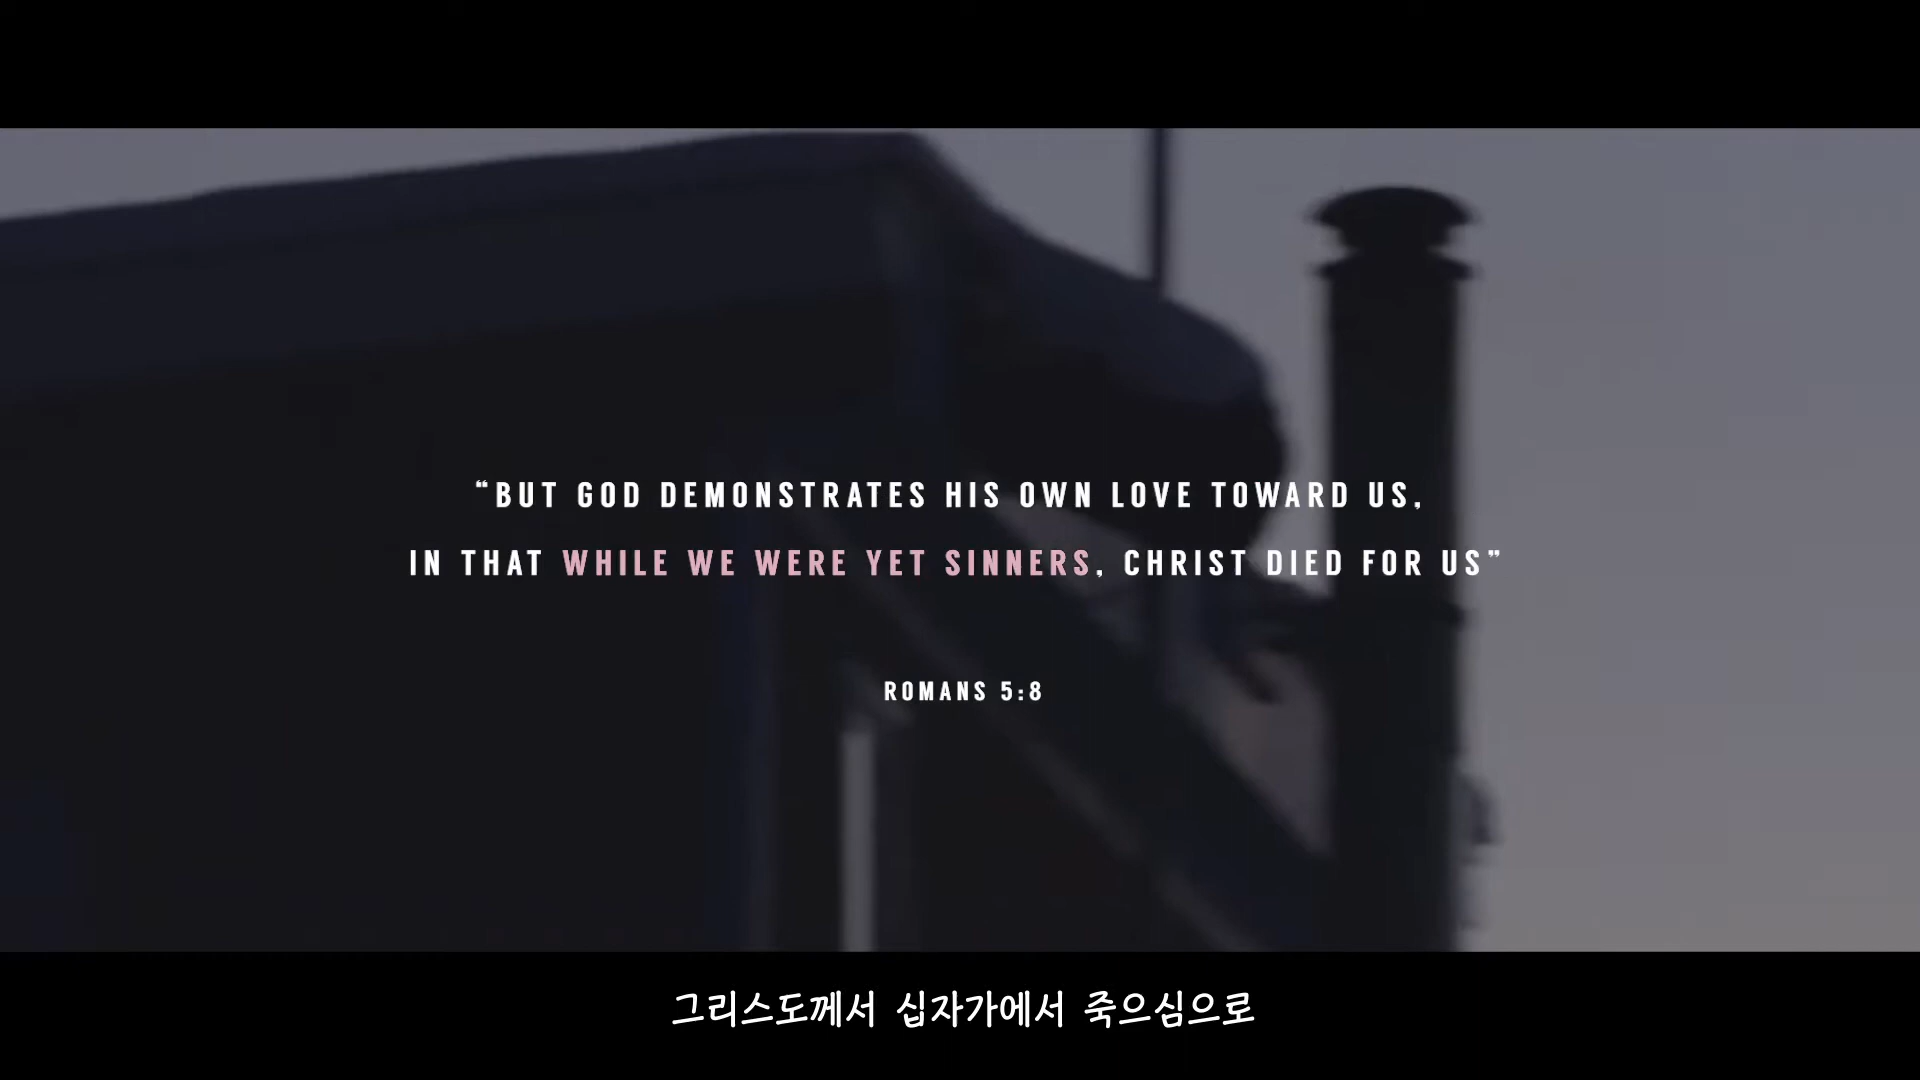 “BUT GOD DEMONSTRATES HIS OWN LOVE TOWARD US,
IN THAT WHILE WE WERE YET SINNERS, CHRIST DIED FOR US”
ROMANS 5:8
그리스도께서 십자가에서 죽으심으로